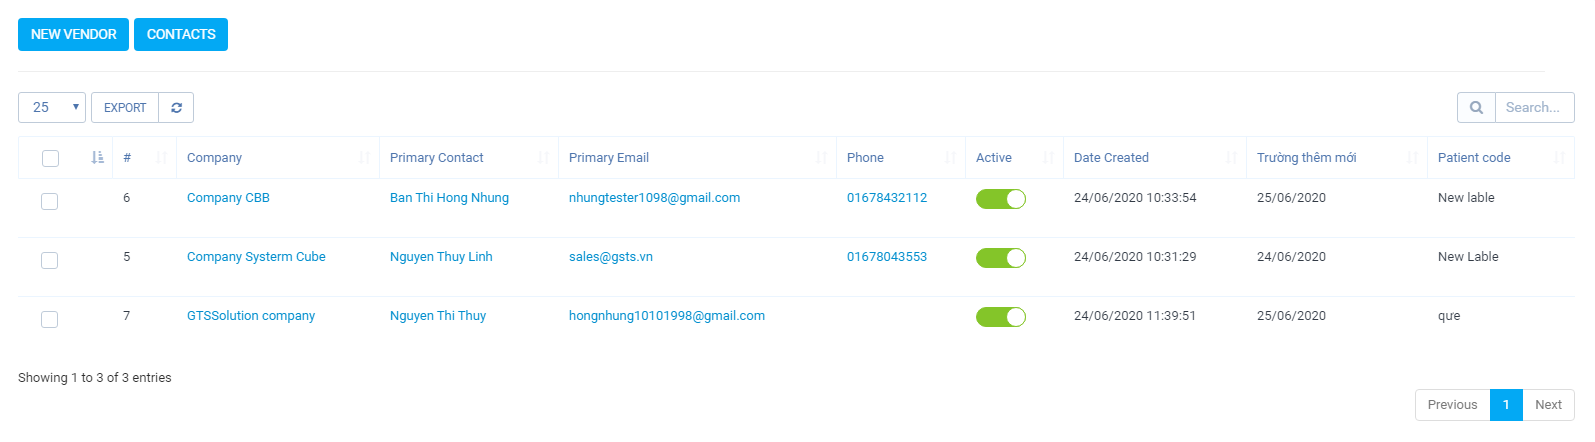 NEW VENDOR CONTACTS
25 EXPORT Search...
# Company Primary Contact Primary Email Phone Active Date Created Trường thêm mới Patient code
6 Company CBB Ban Thi Hong Nhung nhungtester1098@gmail.com 01678432112 24/06/2020 10:33:54 25/06/2020 New lable
5 Company Systerm Cube Nguyen Thuy Linh sales@gsts.vn 01678043553 24/06/2020 10:31:29 24/06/2020 New Lable
7 GTSSolution company Nguyen Thi Thuy hongnhung10101998@gmail.com 24/06/2020 11:39:51 25/06/2020 qưe
Showing 1 to 3 of 3 entries
Previous 1 Next